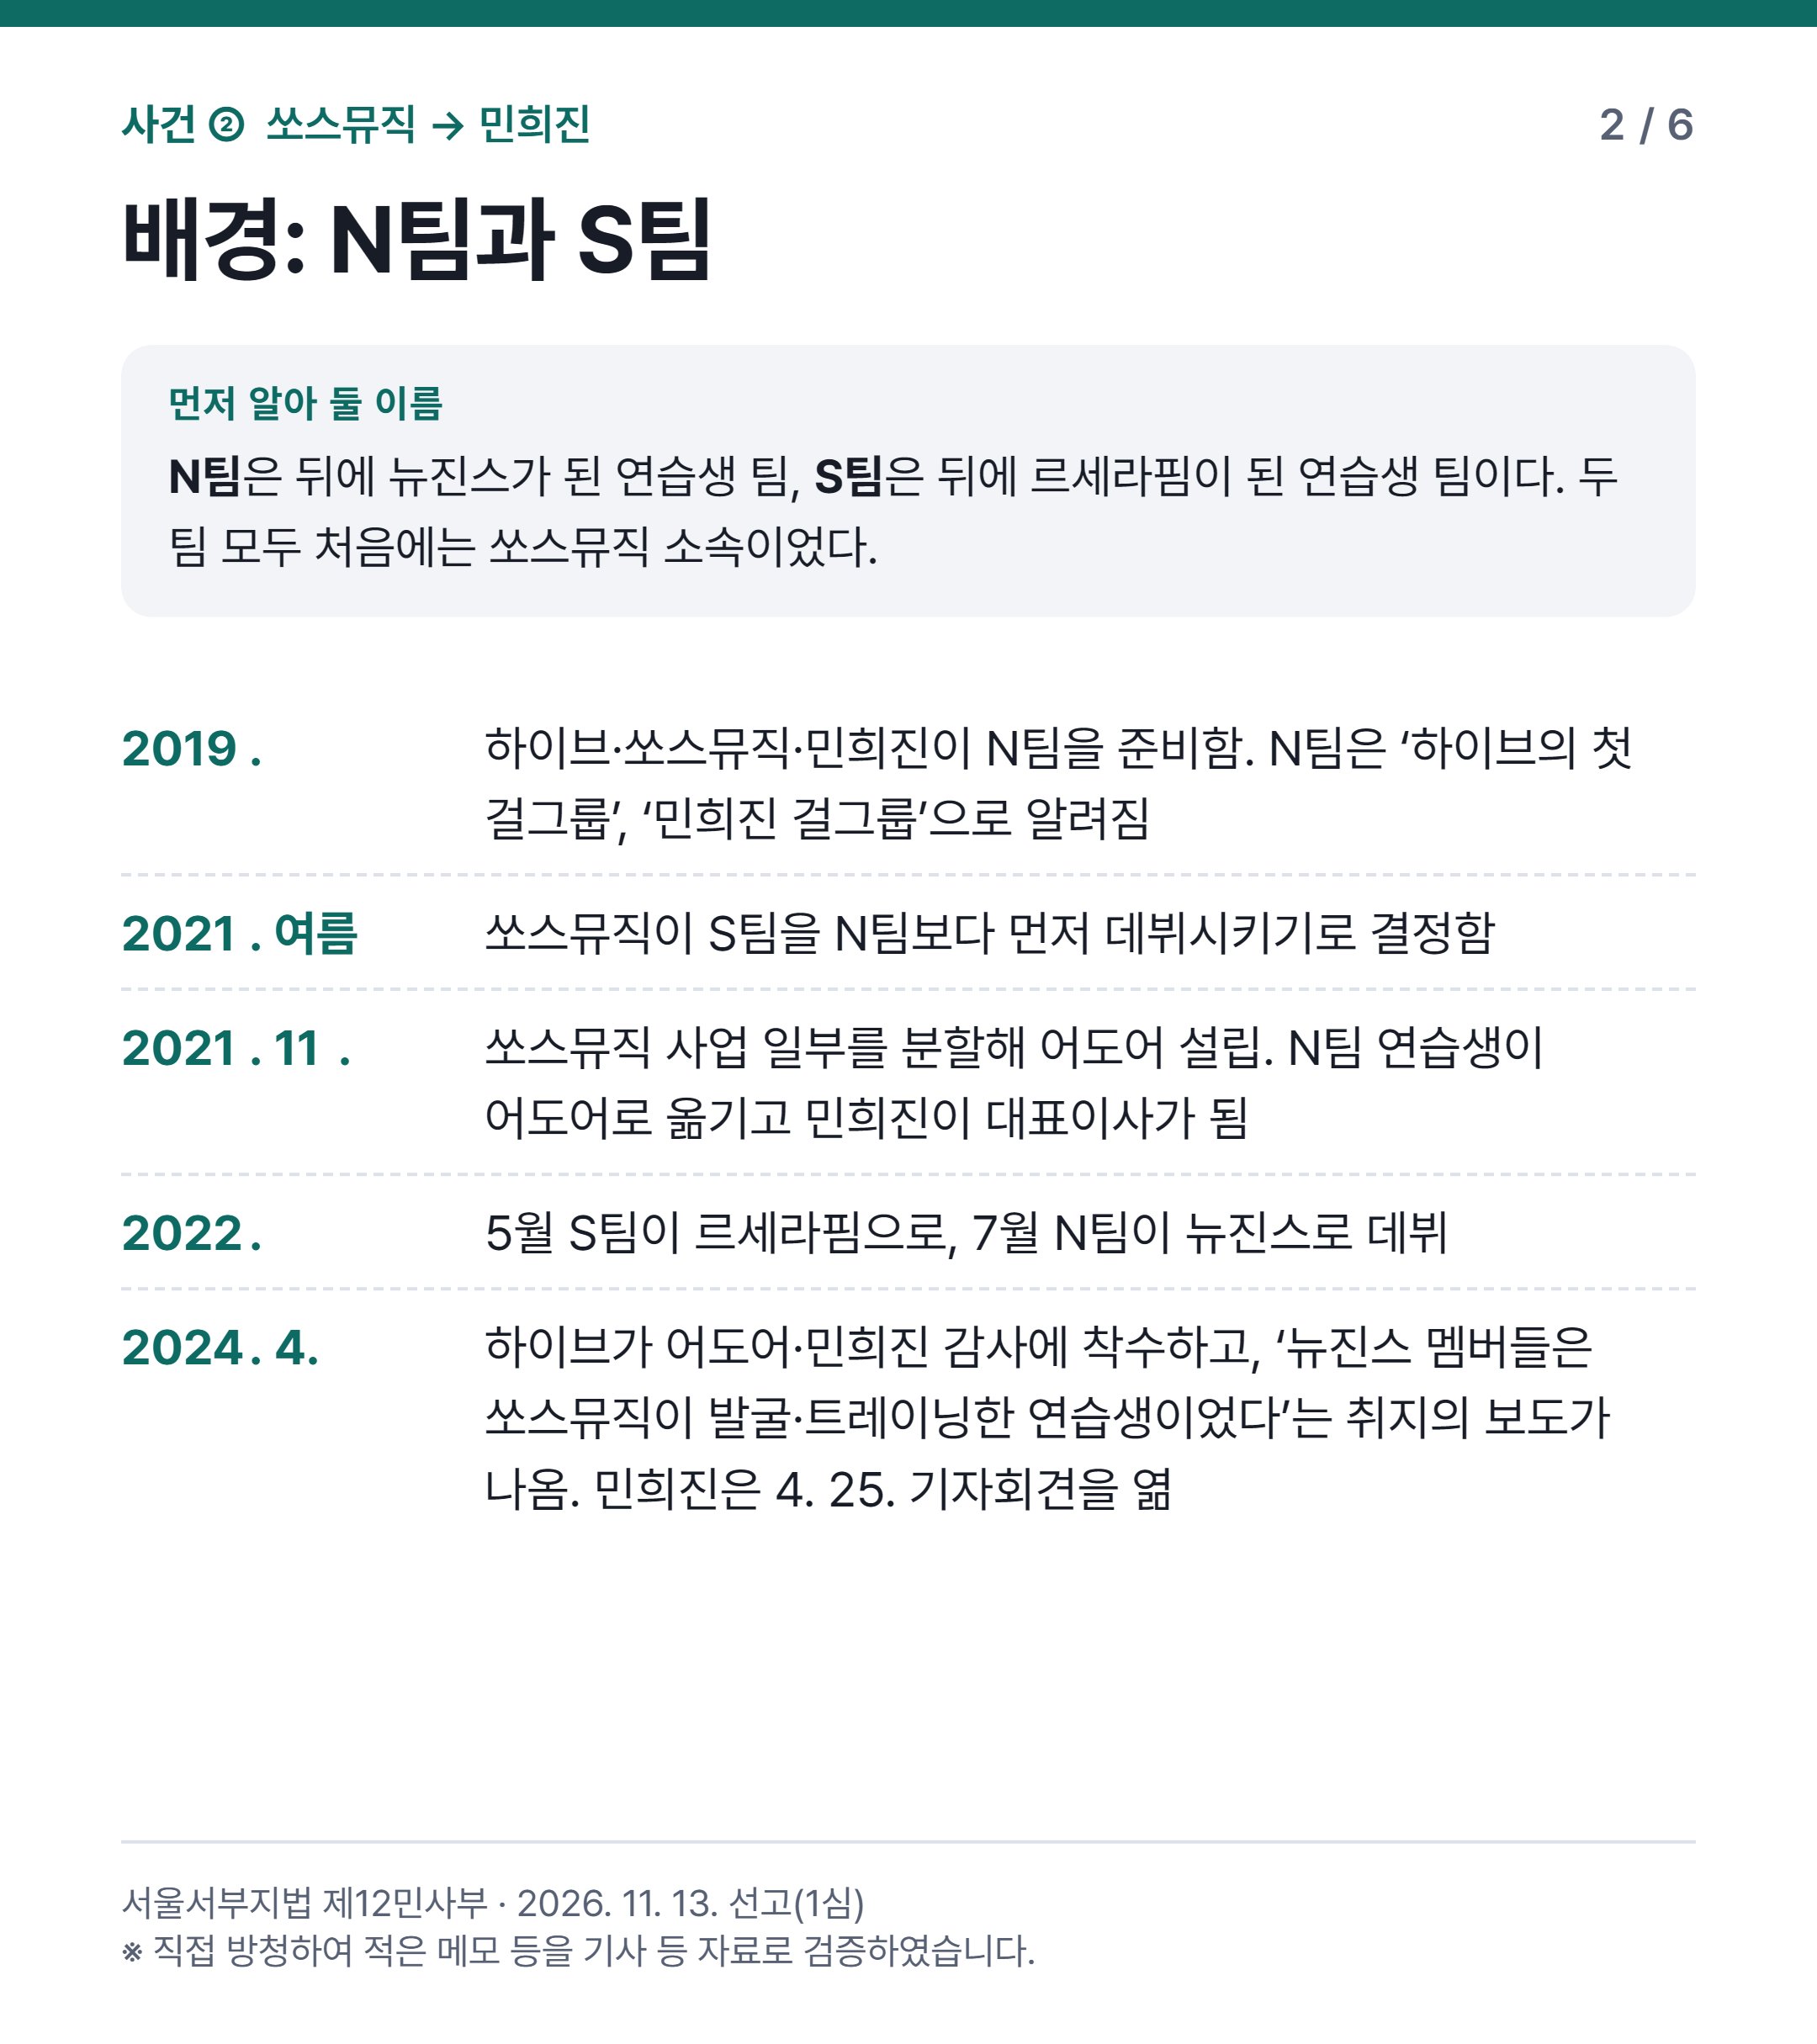 사건 ② 쏘스뮤직 → 민희진
2 / 6
배경: N팀과 S팀
먼저 알아 둘 이름
N팀은 뒤에 뉴진스가 된 연습생 팀, S팀은 뒤에 르세라핌이 된 연습생 팀이다. 두
팀 모두 처음에는 쏘스뮤직 소속이었다.
2019.
하이브·쏘스뮤직·민희진이 N팀을 준비함. N팀은 ‘하이브의 첫
걸그룹’, ‘민희진 걸그룹’으로 알려짐
2021. 여름
쏘스뮤직이 S팀을 N팀보다 먼저 데뷔시키기로 결정함
2021. 11.
쏘스뮤직 사업 일부를 분할해 어도어 설립. N팀 연습생이
어도어로 옮기고 민희진이 대표이사가 됨
2022.
5월 S팀이 르세라핌으로, 7월 N팀이 뉴진스로 데뷔
2024. 4.
하이브가 어도어·민희진 감사에 착수하고, ‘뉴진스 멤버들은
쏘스뮤직이 발굴·트레이닝한 연습생이었다’는 취지의 보도가
나옴. 민희진은 4. 25. 기자회견을 엶
서울서부지법 제12민사부 · 2026. 11. 13. 선고(1심)
※ 직접 방청하여 적은 메모 등을 기사 등 자료로 검증하였습니다.